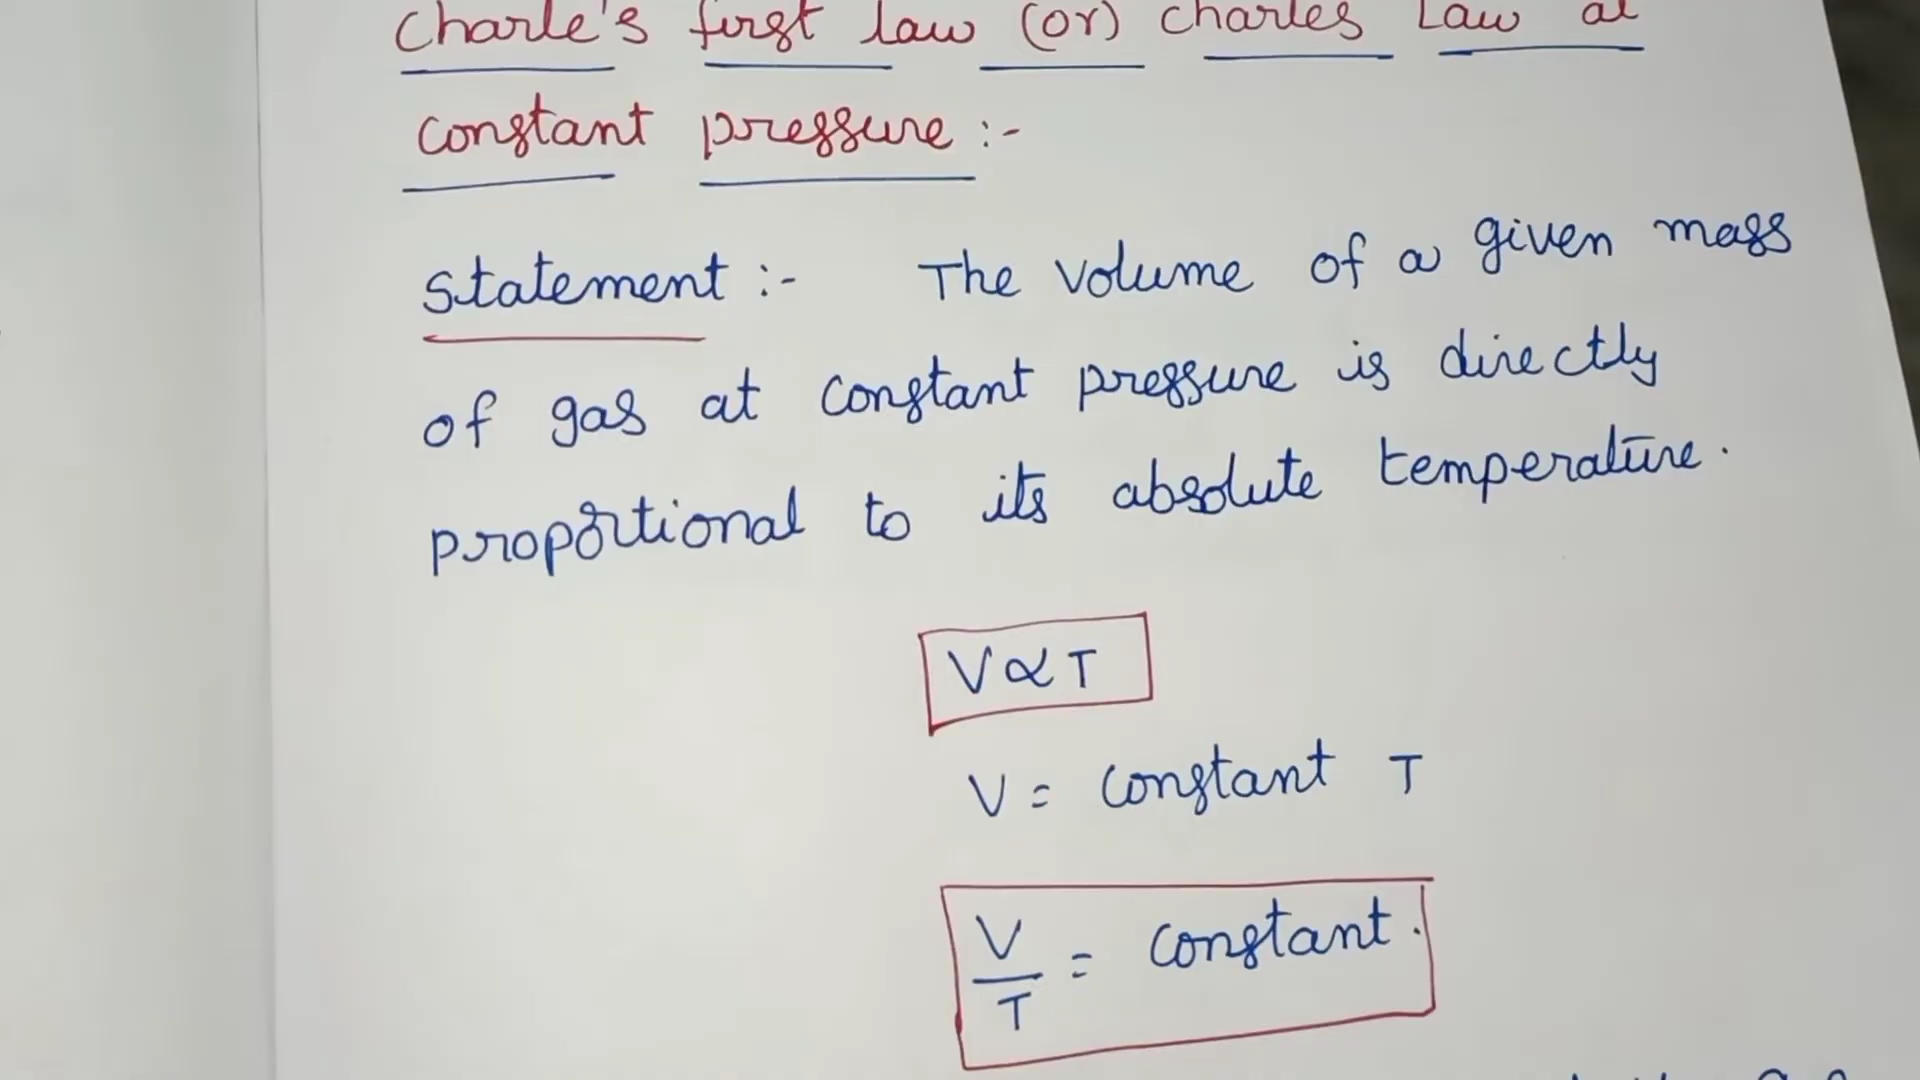 Charle's first law (or) Charles Law at
constant pressure :-
Statement :- The Volume of a given mass
of gas at constant pressure is directly
proportional to its absolute temperature.
V ∝ T
V = constant T
V/T = constant.